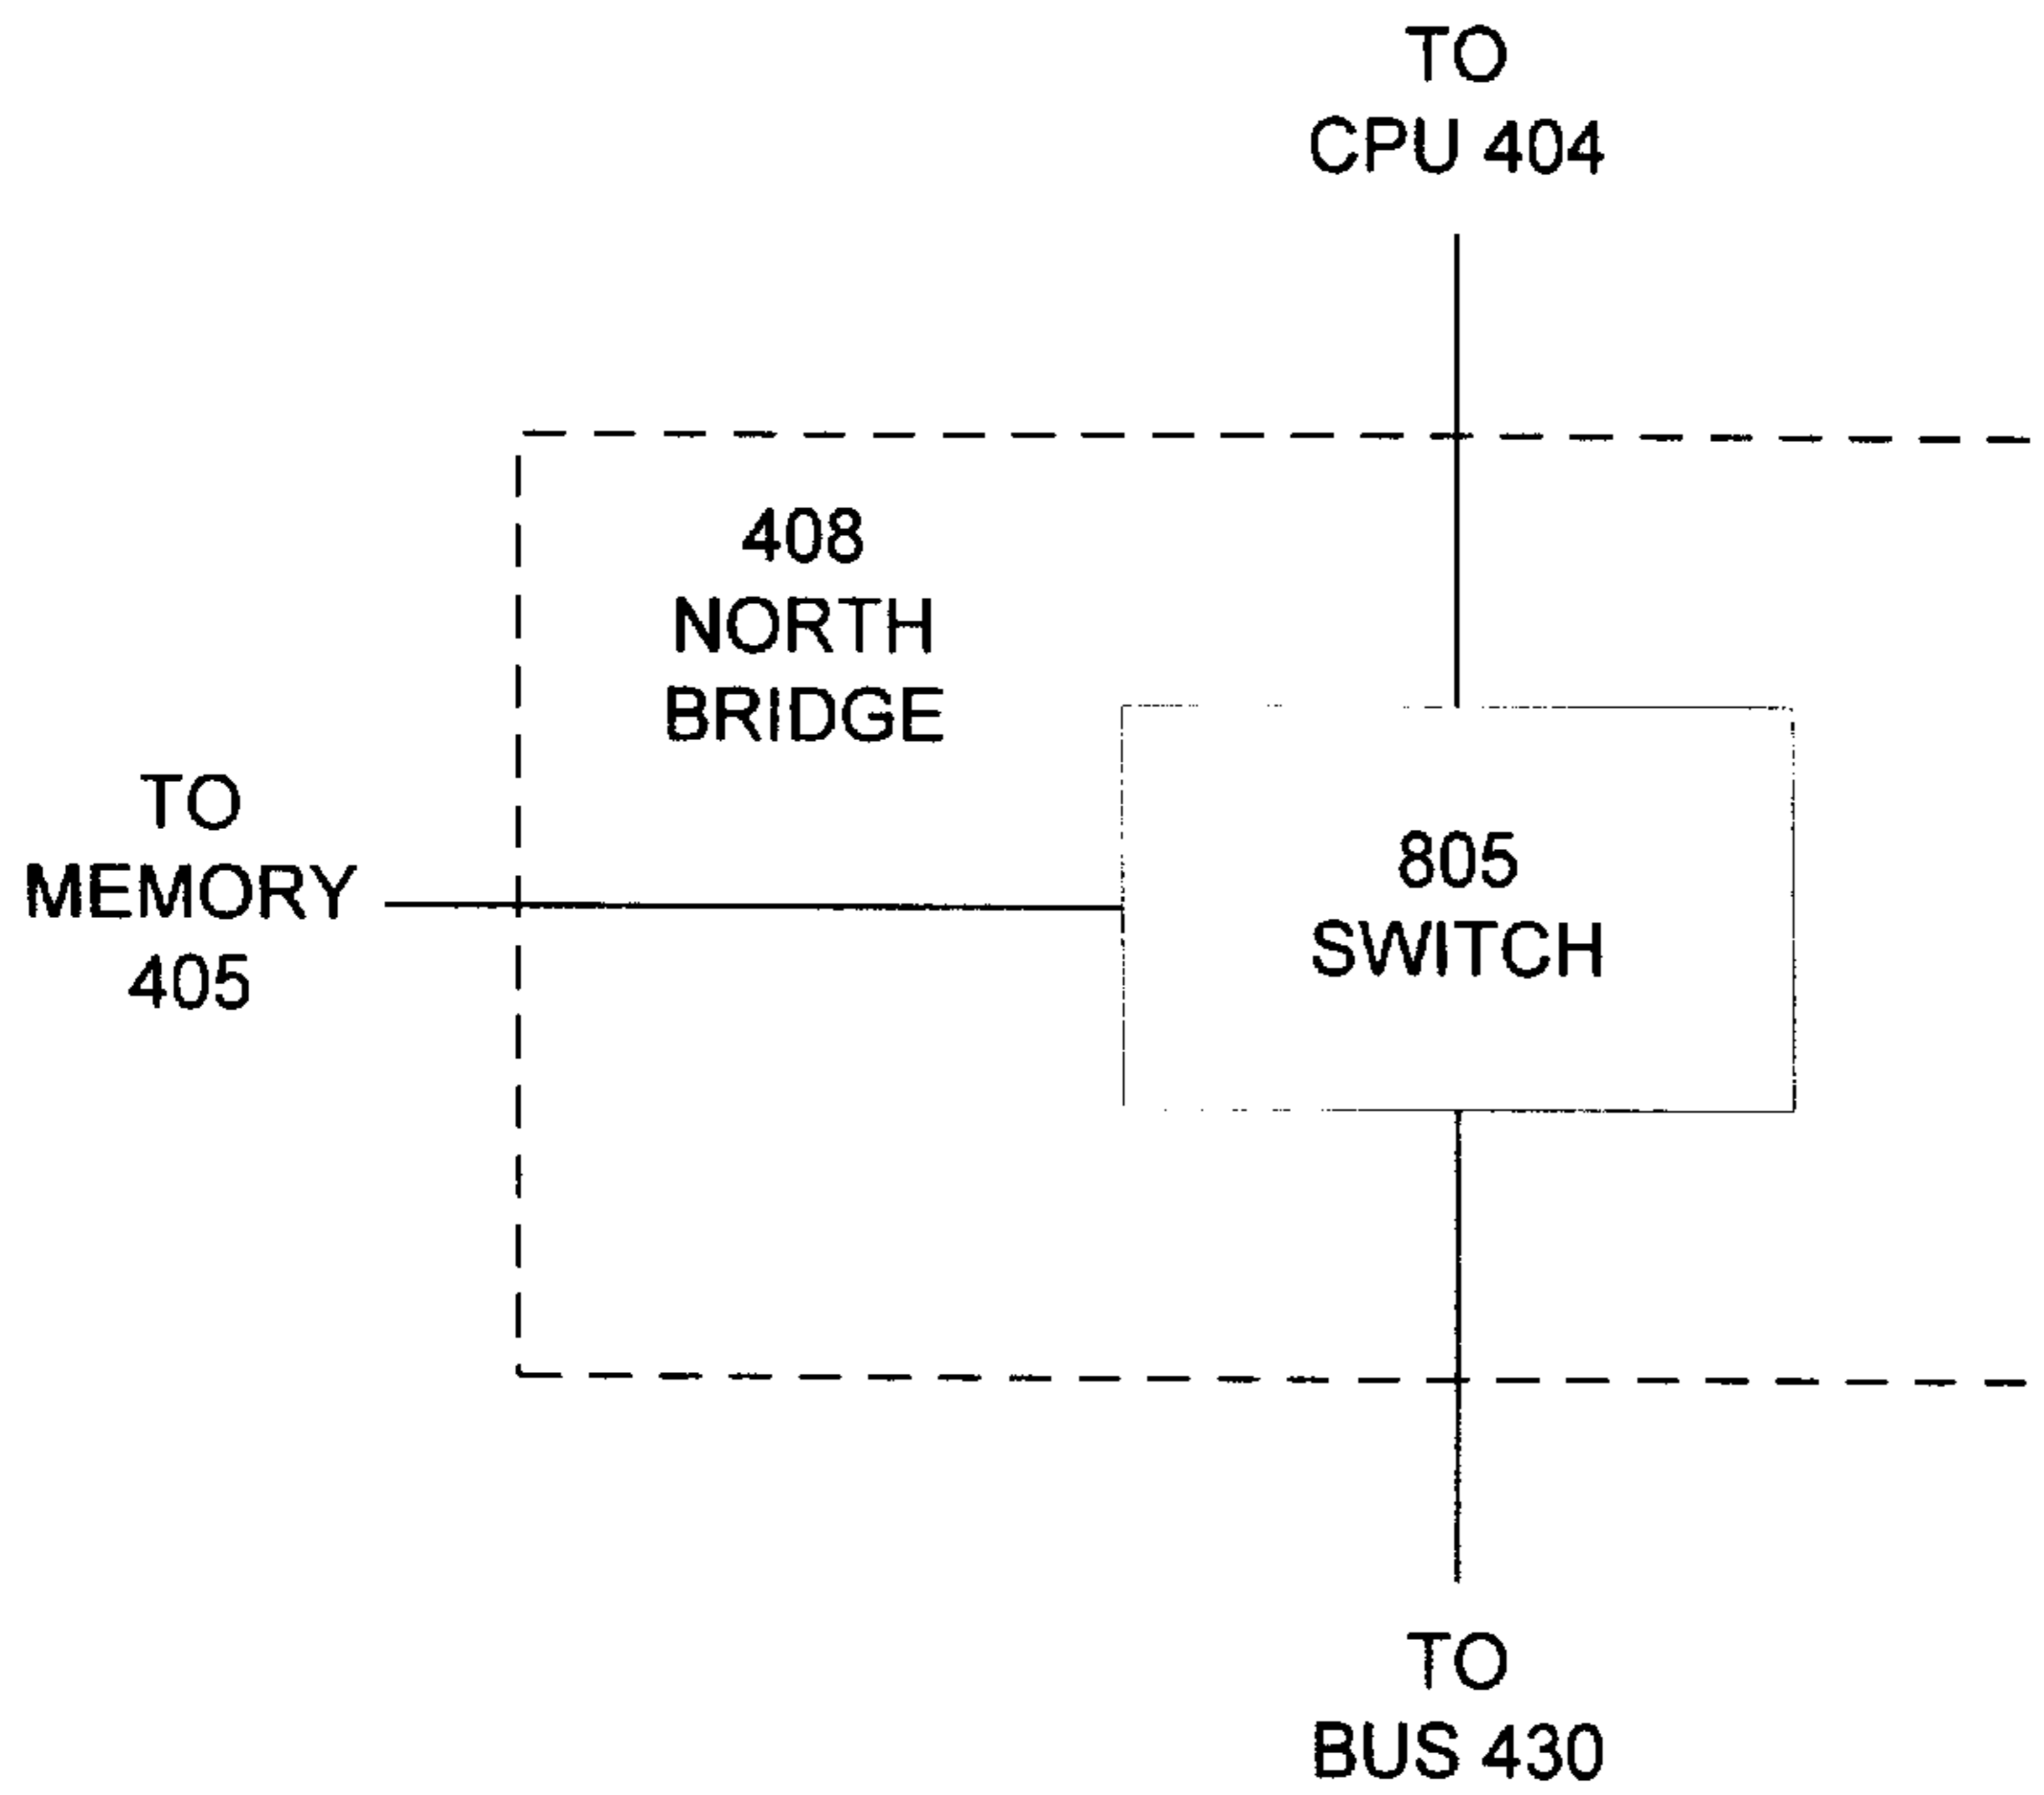 TO
CPU 404
408
NORTH
BRIDGE
TO
MEMORY
405
805
SWITCH
TO
BUS 430